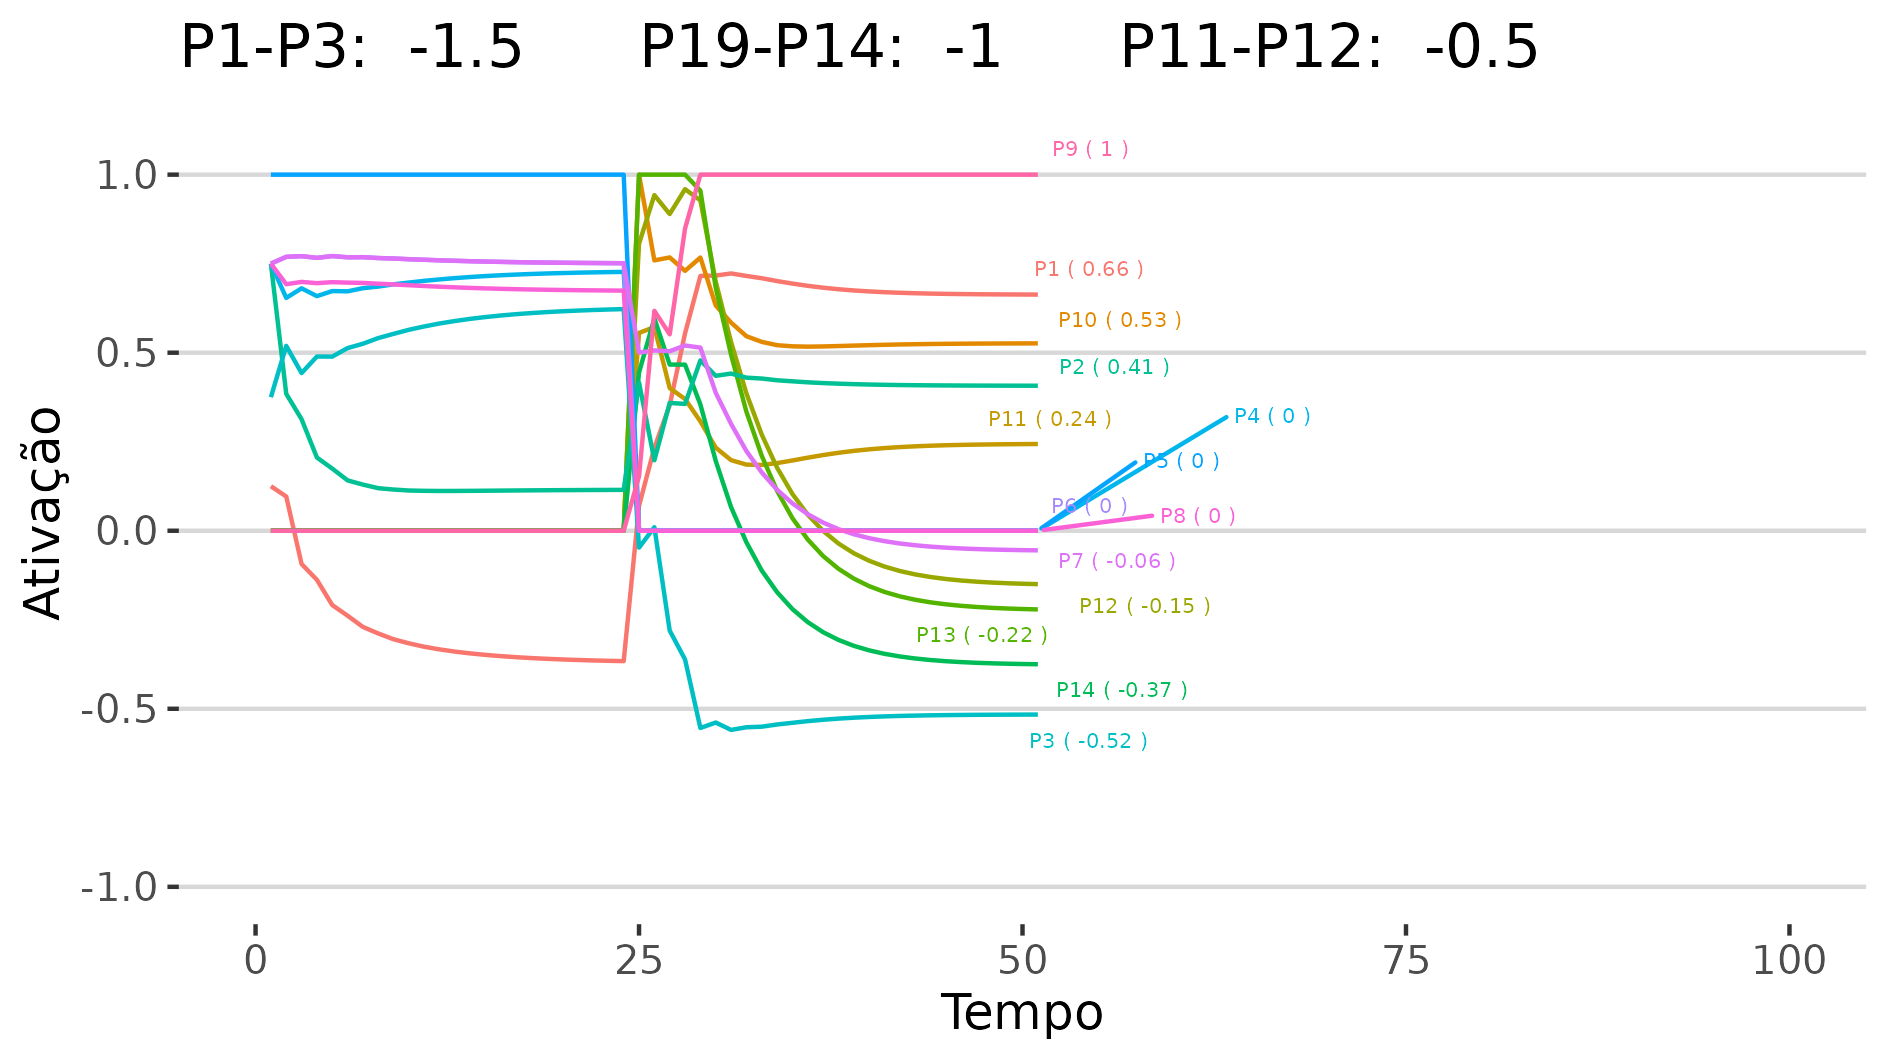 P1-P3:  -1.5   P19-P14:  -1   P11-P12:  -0.5
P9 ( 1 )
1.0
P1 ( 0.66 )
P10 ( 0.53 )
0.5
P2 ( 0.41 )
P11 ( 0.24 )
P4 ( 0 )
P5 ( 0 )
P6 ( 0 )
P8 ( 0 )
0.0
P7 ( -0.06 )
P12 ( -0.15 )
P13 ( -0.22 )
P14 ( -0.37 )
-0.5
P3 ( -0.52 )
-1.0
Ativação
0 25 50 75 100
Tempo